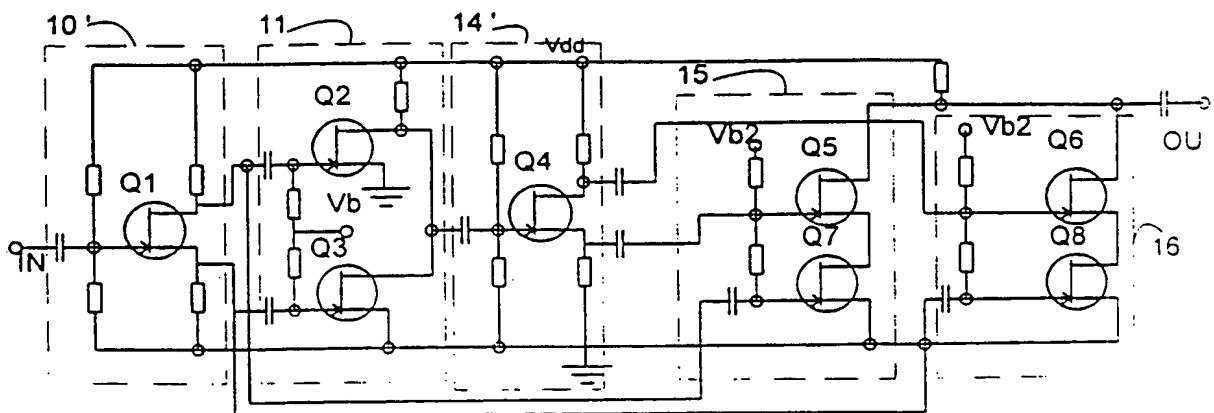 10' 11 14' Vdd
15
Q2 Vb2 Q5 Vb2 Q6 OU
Q1 Vb Q4
Q3 Q7 Q8 16
IN